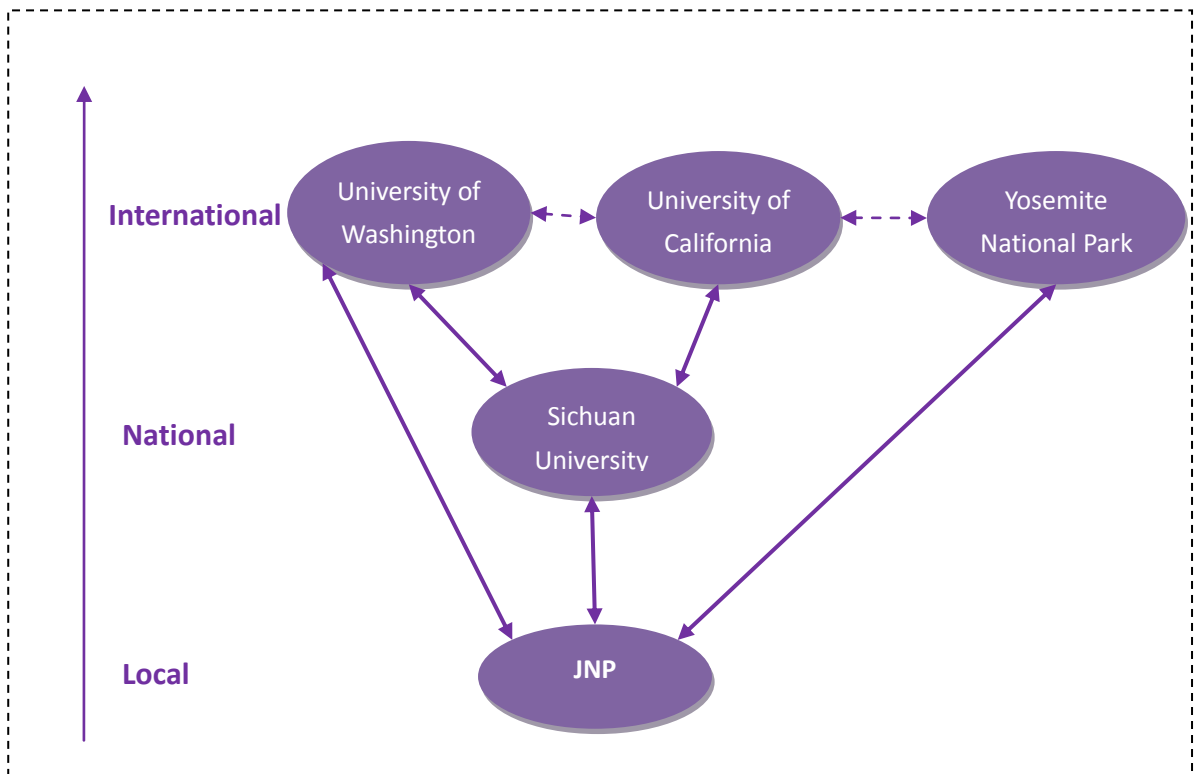 International
University of
Washington
University of
California
Yosemite
National Park
National
Sichuan
University
Local
JNP